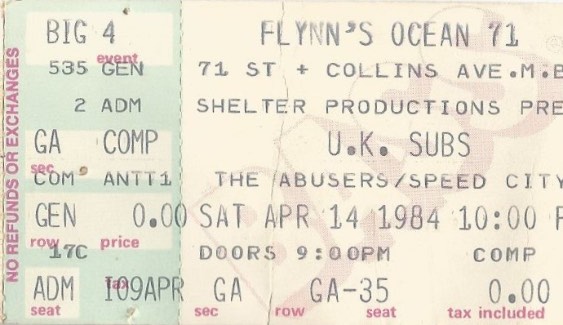 NO REFUNDS OR EXCHANGES
BIG 4
event
535 GEN
2 ADM
GA COMP
sec
COM ANTT1
GEN 0.00
row price
17C
tax
ADM I09APR
seat
FLYNN'S OCEAN 71
71 ST + COLLINS AVE.M.B
SHELTER PRODUCTIONS PRE
U.K. SUBS
THE ABUSERS/SPEED CITY
SAT APR 14 1984 10:00 P
DOORS 9:00PM COMP
GA GA-35 0.00
sec row seat tax included